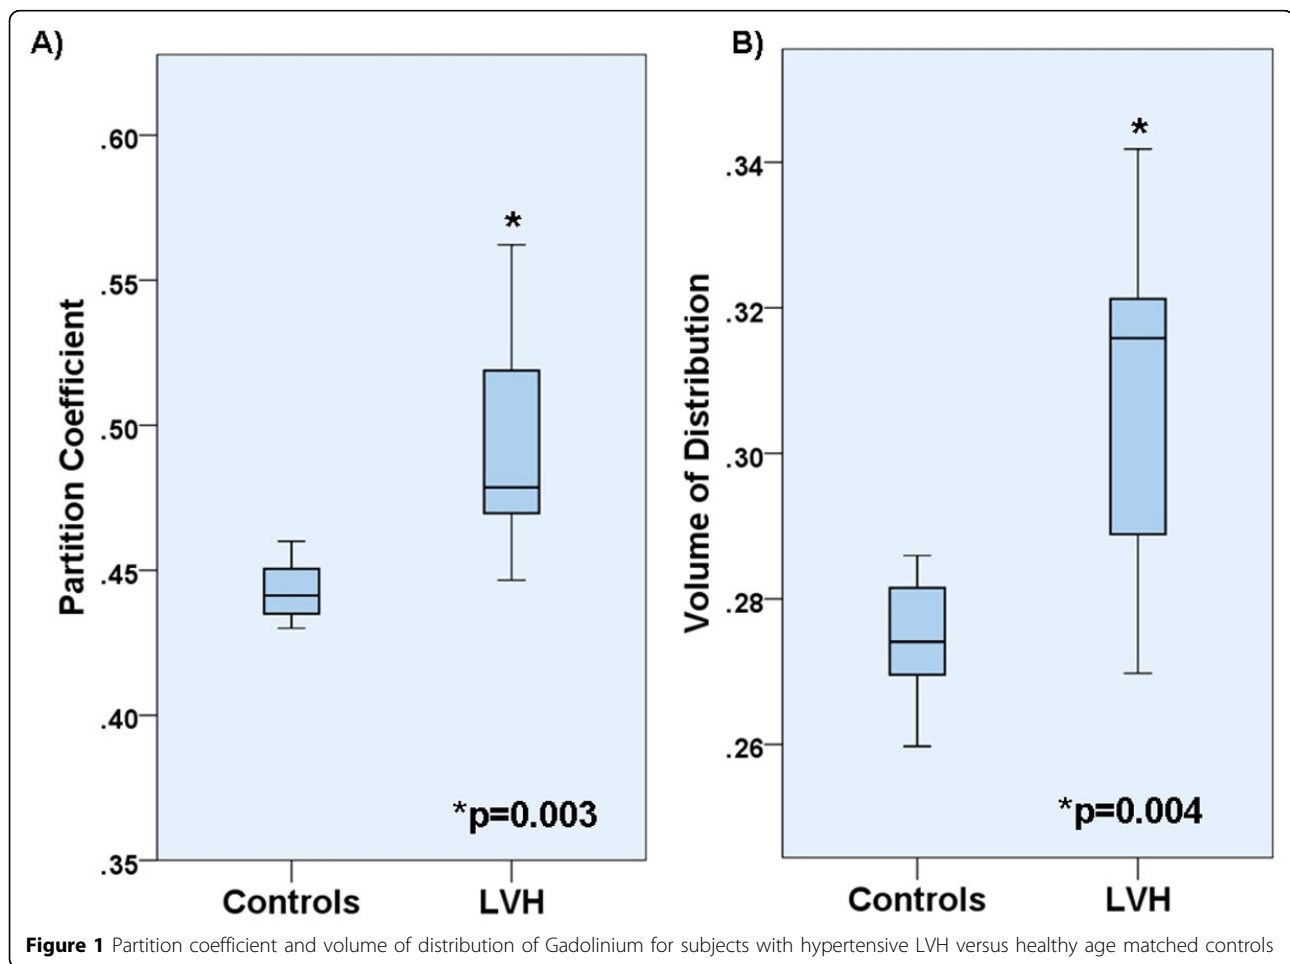 A)
.60
.55
.50
.45
.40
.35
Partition Coefficient
*
*p=0.003
Controls LVH
B)
.34
.32
.30
.28
.26
Volume of Distribution
*
*p=0.004
Controls LVH
Figure 1 Partition coefficient and volume of distribution of Gadolinium for subjects with hypertensive LVH versus healthy age matched controls